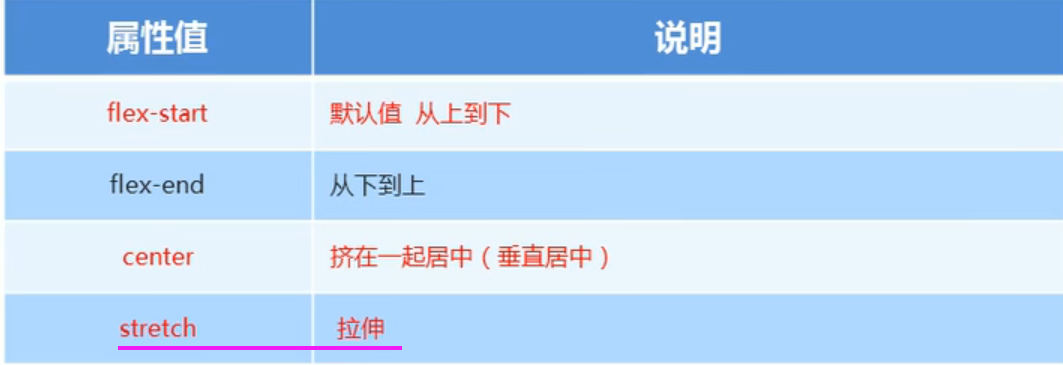 属性值 说明
flex-start 默认值 从上到下
flex-end 从下到上
center 挤在一起居中（垂直居中）
stretch 拉伸